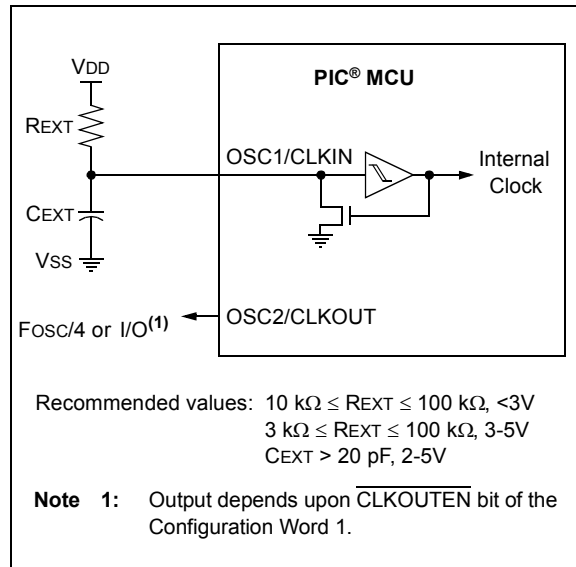 VDD
PIC® MCU
REXT
OSC1/CLKIN
Internal
Clock
CEXT
VSS
OSC2/CLKOUT
FOSC/4 or I/O(1)
Recommended values: 10 kΩ ≤ REXT ≤ 100 kΩ, <3V
3 kΩ ≤ REXT ≤ 100 kΩ, 3-5V
CEXT > 20 pF, 2-5V
Note 1: Output depends upon CLKOUTEN bit of the
Configuration Word 1.